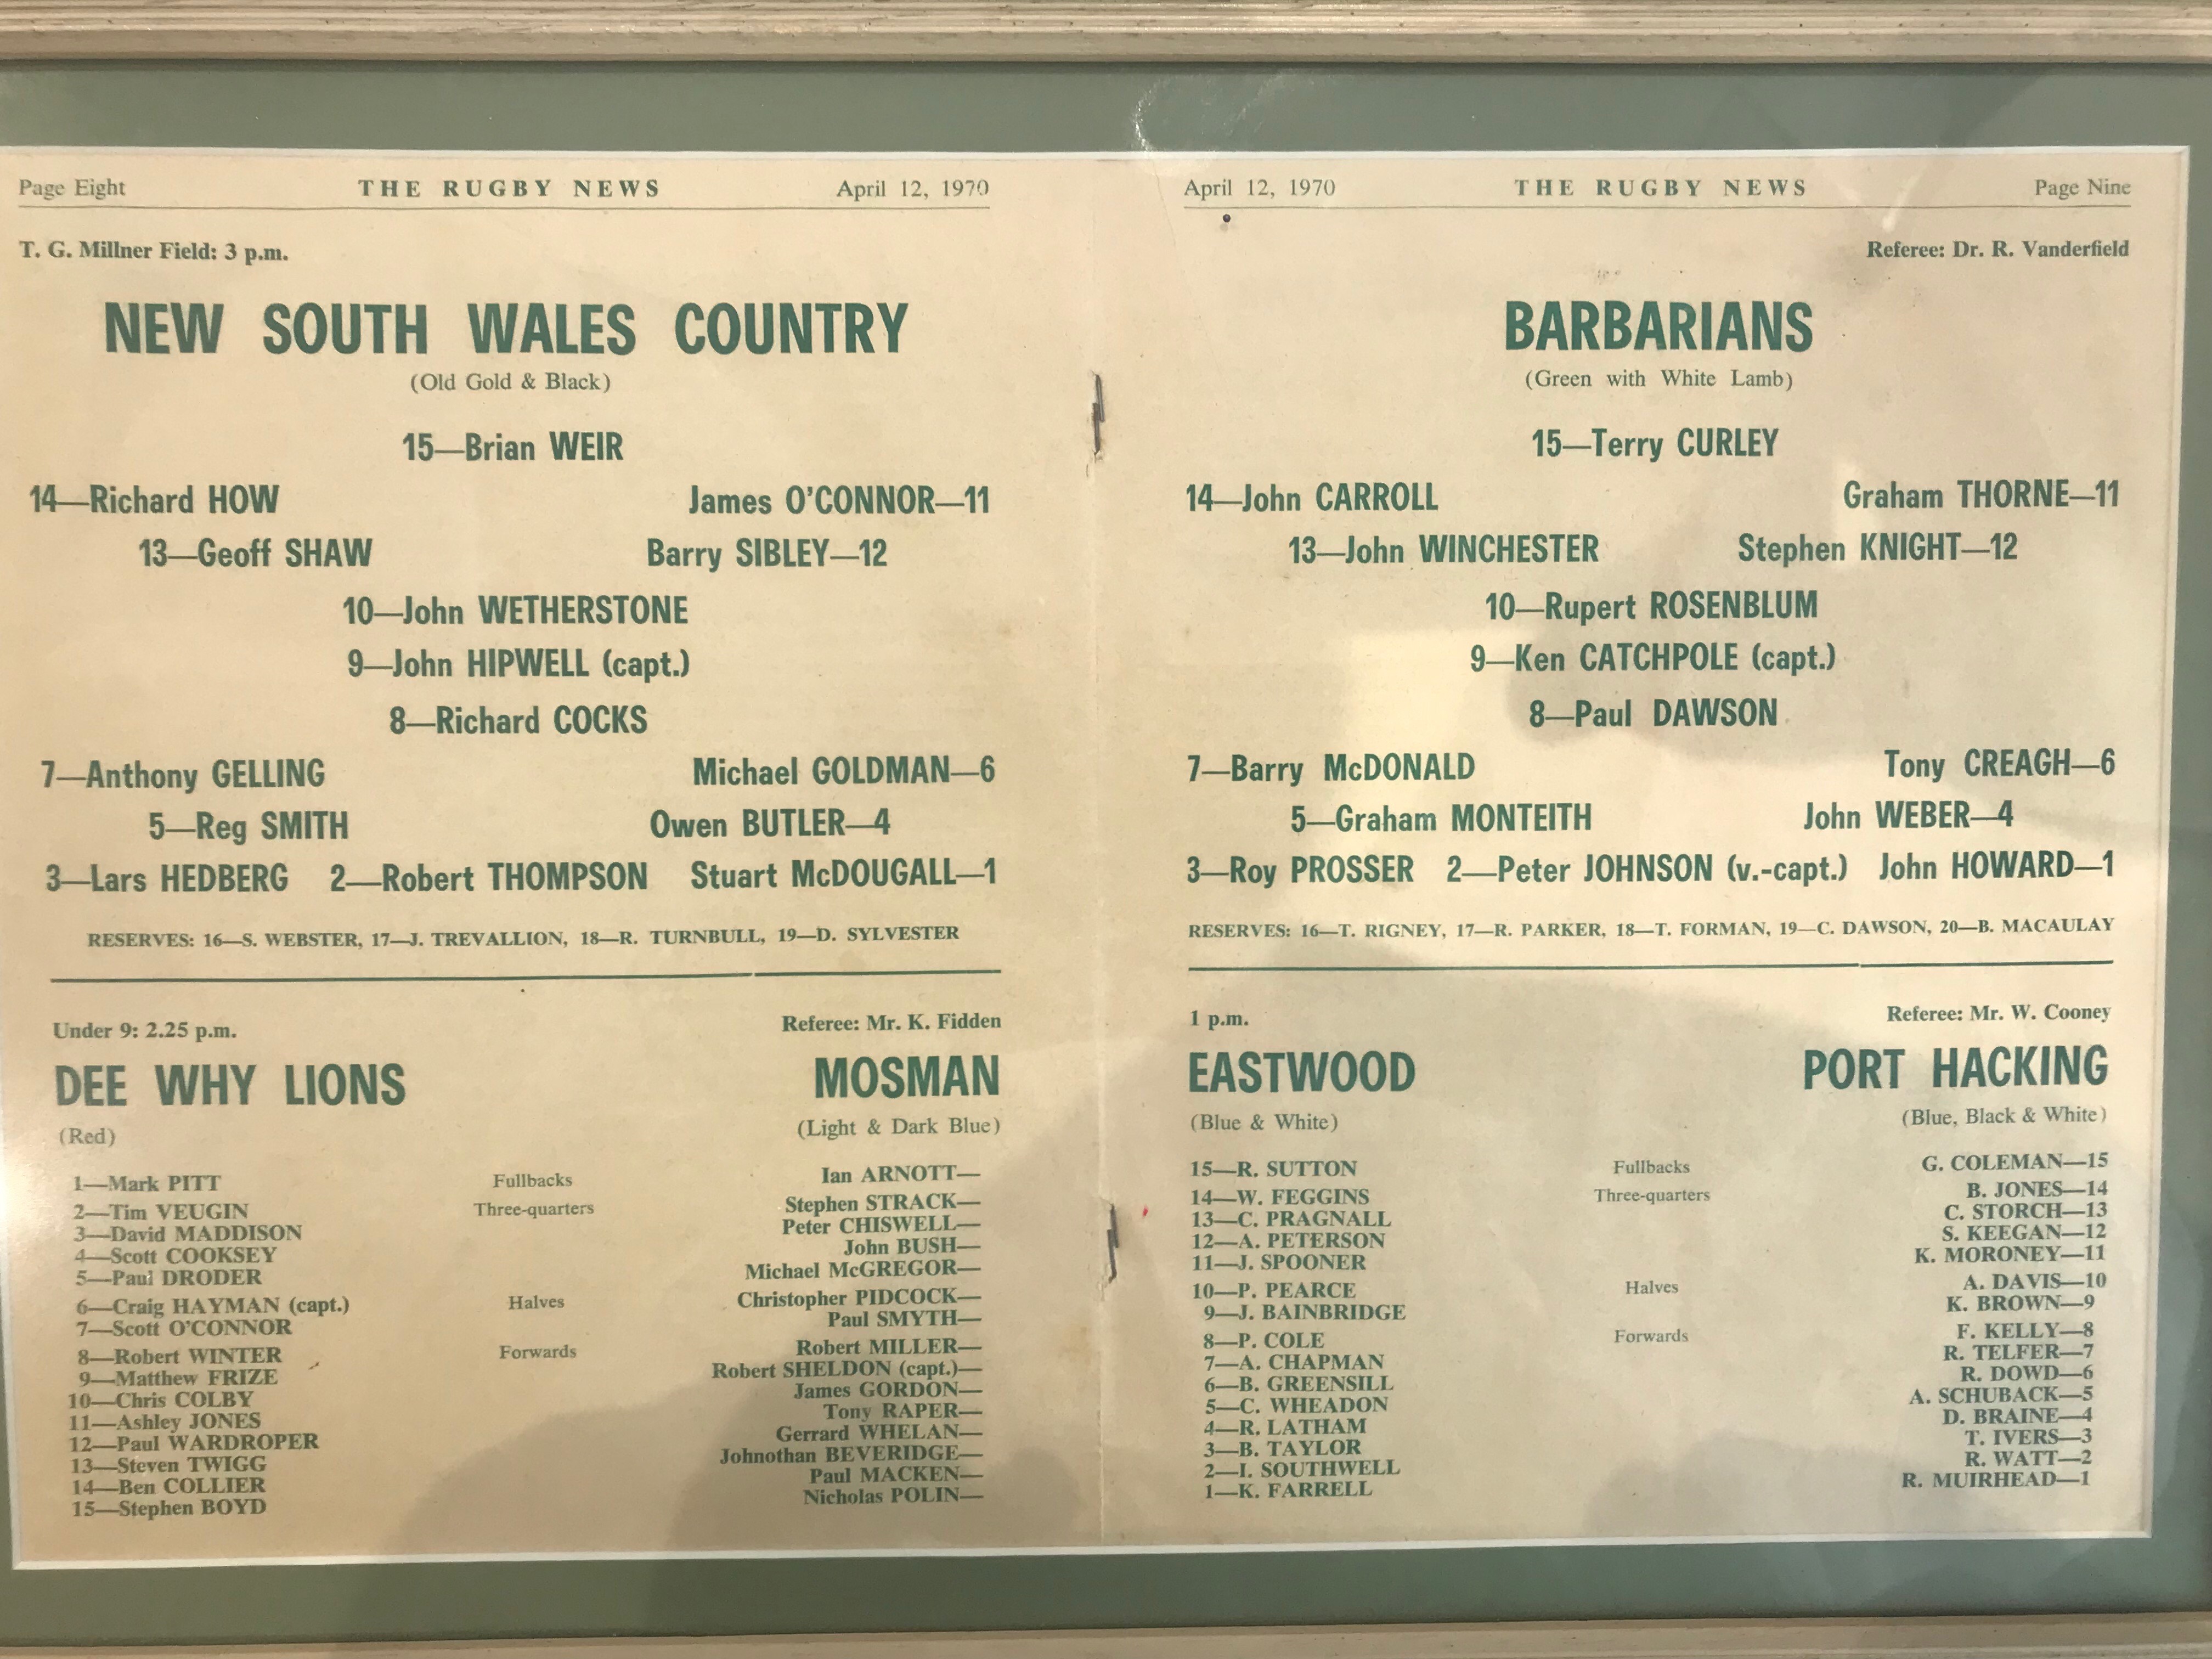 Page Eight THE RUGBY NEWS April 12, 1970
T. G. Millner Field: 3 p.m.
NEW SOUTH WALES COUNTRY
(Old Gold & Black)
15—Brian WEIR
14—Richard HOW James O'CONNOR—11
13—Geoff SHAW Barry SIBLEY—12
10—John WETHERSTONE
9—John HIPWELL (capt.)
8—Richard COCKS
7—Anthony GELLING Michael GOLDMAN—6
5—Reg SMITH Owen BUTLER—4
3—Lars HEDBERG 2—Robert THOMPSON Stuart McDOUGALL—1
RESERVES: 16—S. WEBSTER, 17—J. TREVALLION, 18—R. TURNBULL, 19—D. SYLVESTER
Under 9: 2.25 p.m. Referee: Mr. K. Fidden
DEE WHY LIONS MOSMAN
(Red) (Light & Dark Blue)
1—Mark PITT Fullbacks Ian ARNOTT—
2—Tim VEUGIN Three-quarters Stephen STRACK—
3—David MADDISON Peter CHISWELL—
4—Scott COOKSEY John BUSH—
5—Paul DRODER Michael McGREGOR—
6—Craig HAYMAN (capt.) Halves Christopher PIDCOCK—
7—Scott O'CONNOR Paul SMYTH—
8—Robert WINTER Forwards Robert MILLER—
9—Matthew FRIZE Robert SHELDON (capt.)—
10—Chris COLBY James GORDON—
11—Ashley JONES Tony RAPER—
12—Paul WARDROPER Gerrard WHELAN—
13—Steven TWIGG Johnothan BEVERIDGE—
14—Ben COLLIER Paul MACKEN—
15—Stephen BOYD Nicholas POLIN—
April 12, 1970 THE RUGBY NEWS Page Nine
Referee: Dr. R. Vanderfield
BARBARIANS
(Green with White Lamb)
15—Terry CURLEY
14—John CARROLL Graham THORNE—11
13—John WINCHESTER Stephen KNIGHT—12
10—Rupert ROSENBLUM
9—Ken CATCHPOLE (capt.)
8—Paul DAWSON
7—Barry McDONALD Tony CREAGH—6
5—Graham MONTEITH John WEBER—4
3—Roy PROSSER 2—Peter JOHNSON (v.-capt.) John HOWARD—1
RESERVES: 16—T. RIGNEY, 17—R. PARKER, 18—T. FORMAN, 19—C. DAWSON, 20—B. MACAULAY
1 p.m. Referee: Mr. W. Cooney
EASTWOOD PORT HACKING
(Blue & White) (Blue, Black & White)
15—R. SUTTON Fullbacks G. COLEMAN—15
14—W. FEGGINS Three-quarters B. JONES—14
13—C. PRAGNALL C. STORCH—13
12—A. PETERSON S. KEEGAN—12
11—J. SPOONER K. MORONEY—11
10—P. PEARCE Halves A. DAVIS—10
9—J. BAINBRIDGE K. BROWN—9
8—P. COLE Forwards F. KELLY—8
7—A. CHAPMAN R. TELFER—7
6—B. GREENSILL R. DOWD—6
5—C. WHEADON A. SCHUBACK—5
4—R. LATHAM D. BRAINE—4
3—B. TAYLOR T. IVERS—3
2—I. SOUTHWELL R. WATT—2
1—K. FARRELL R. MUIRHEAD—1